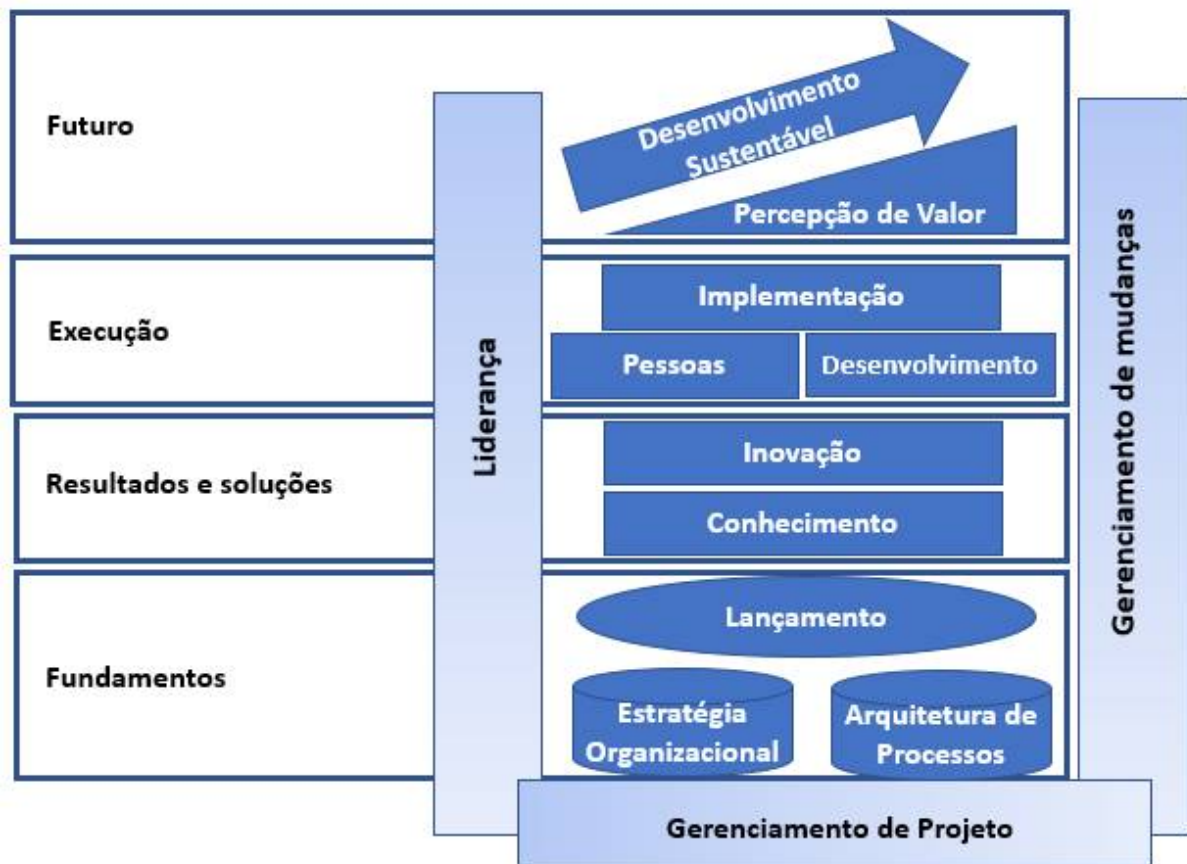 Futuro
Desenvolvimento
Sustentável
Percepção de Valor
Execução
Implementação
Pessoas
Desenvolvimento
Liderança
Gerenciamento de mudanças
Resultados e soluções
Inovação
Conhecimento
Fundamentos
Lançamento
Estratégia
Organizacional
Arquitetura de
Processos
Gerenciamento de Projeto